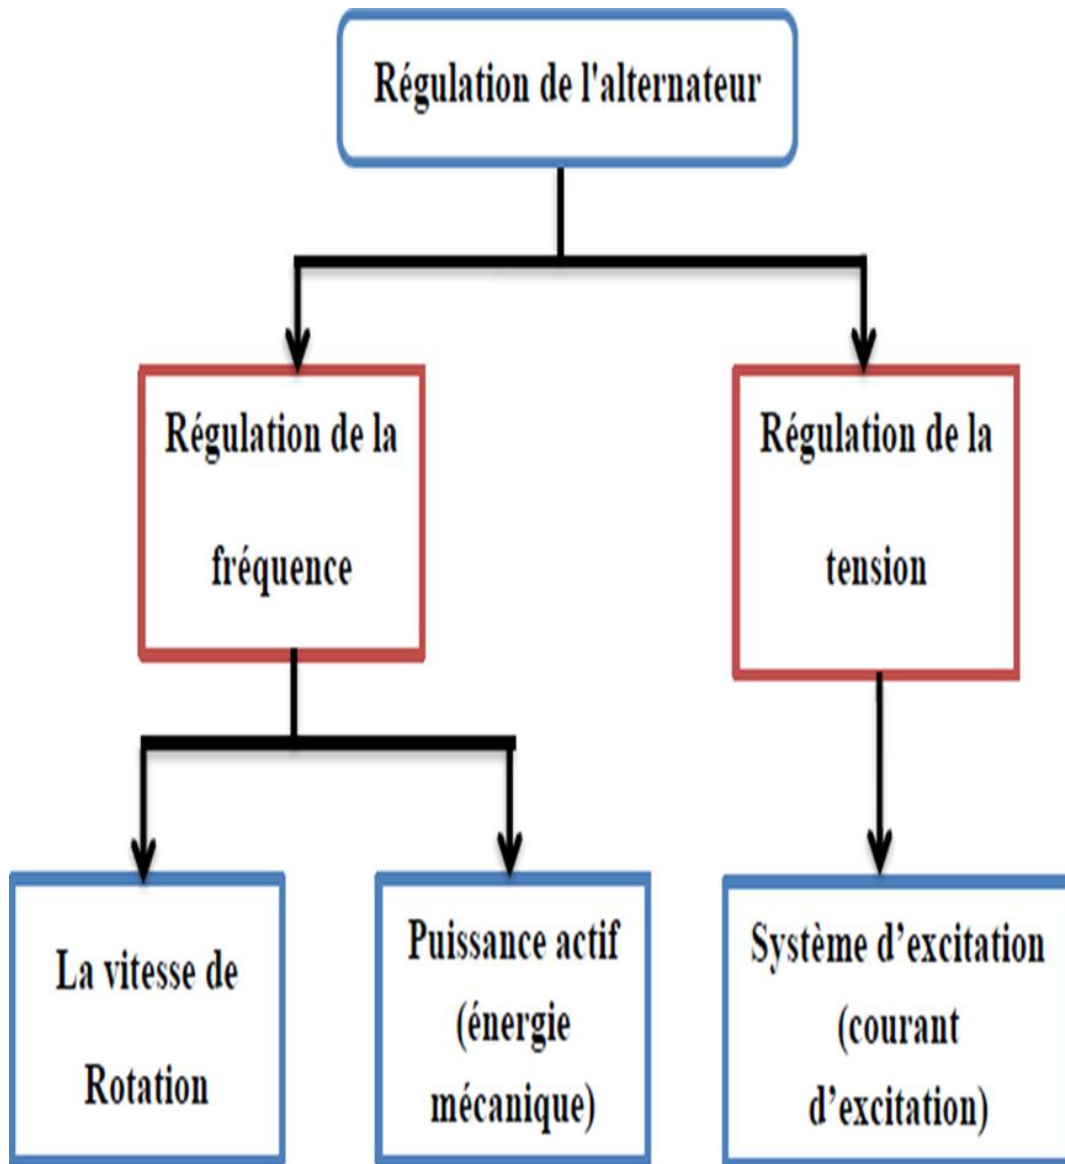 Régulation de l'alternateur
Régulation de la
fréquence
Régulation de la
tension
La vitesse de
Rotation
Puissance actif
(énergie
mécanique)
Système d’excitation
(courant
d’excitation)